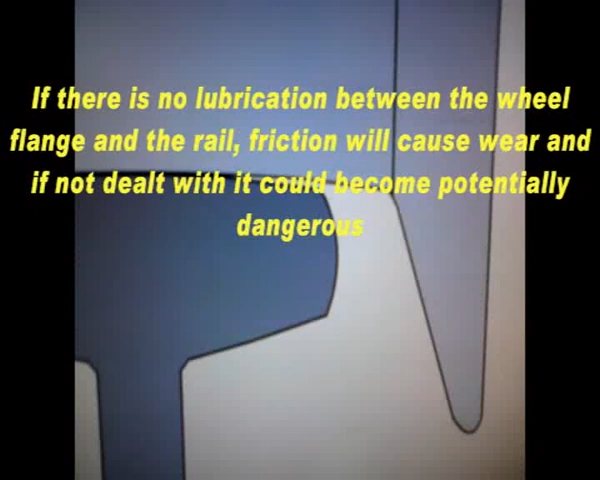 If there is no lubrication between the wheel
flange and the rail, friction will cause wear and
if not dealt with it could become potentially
dangerous